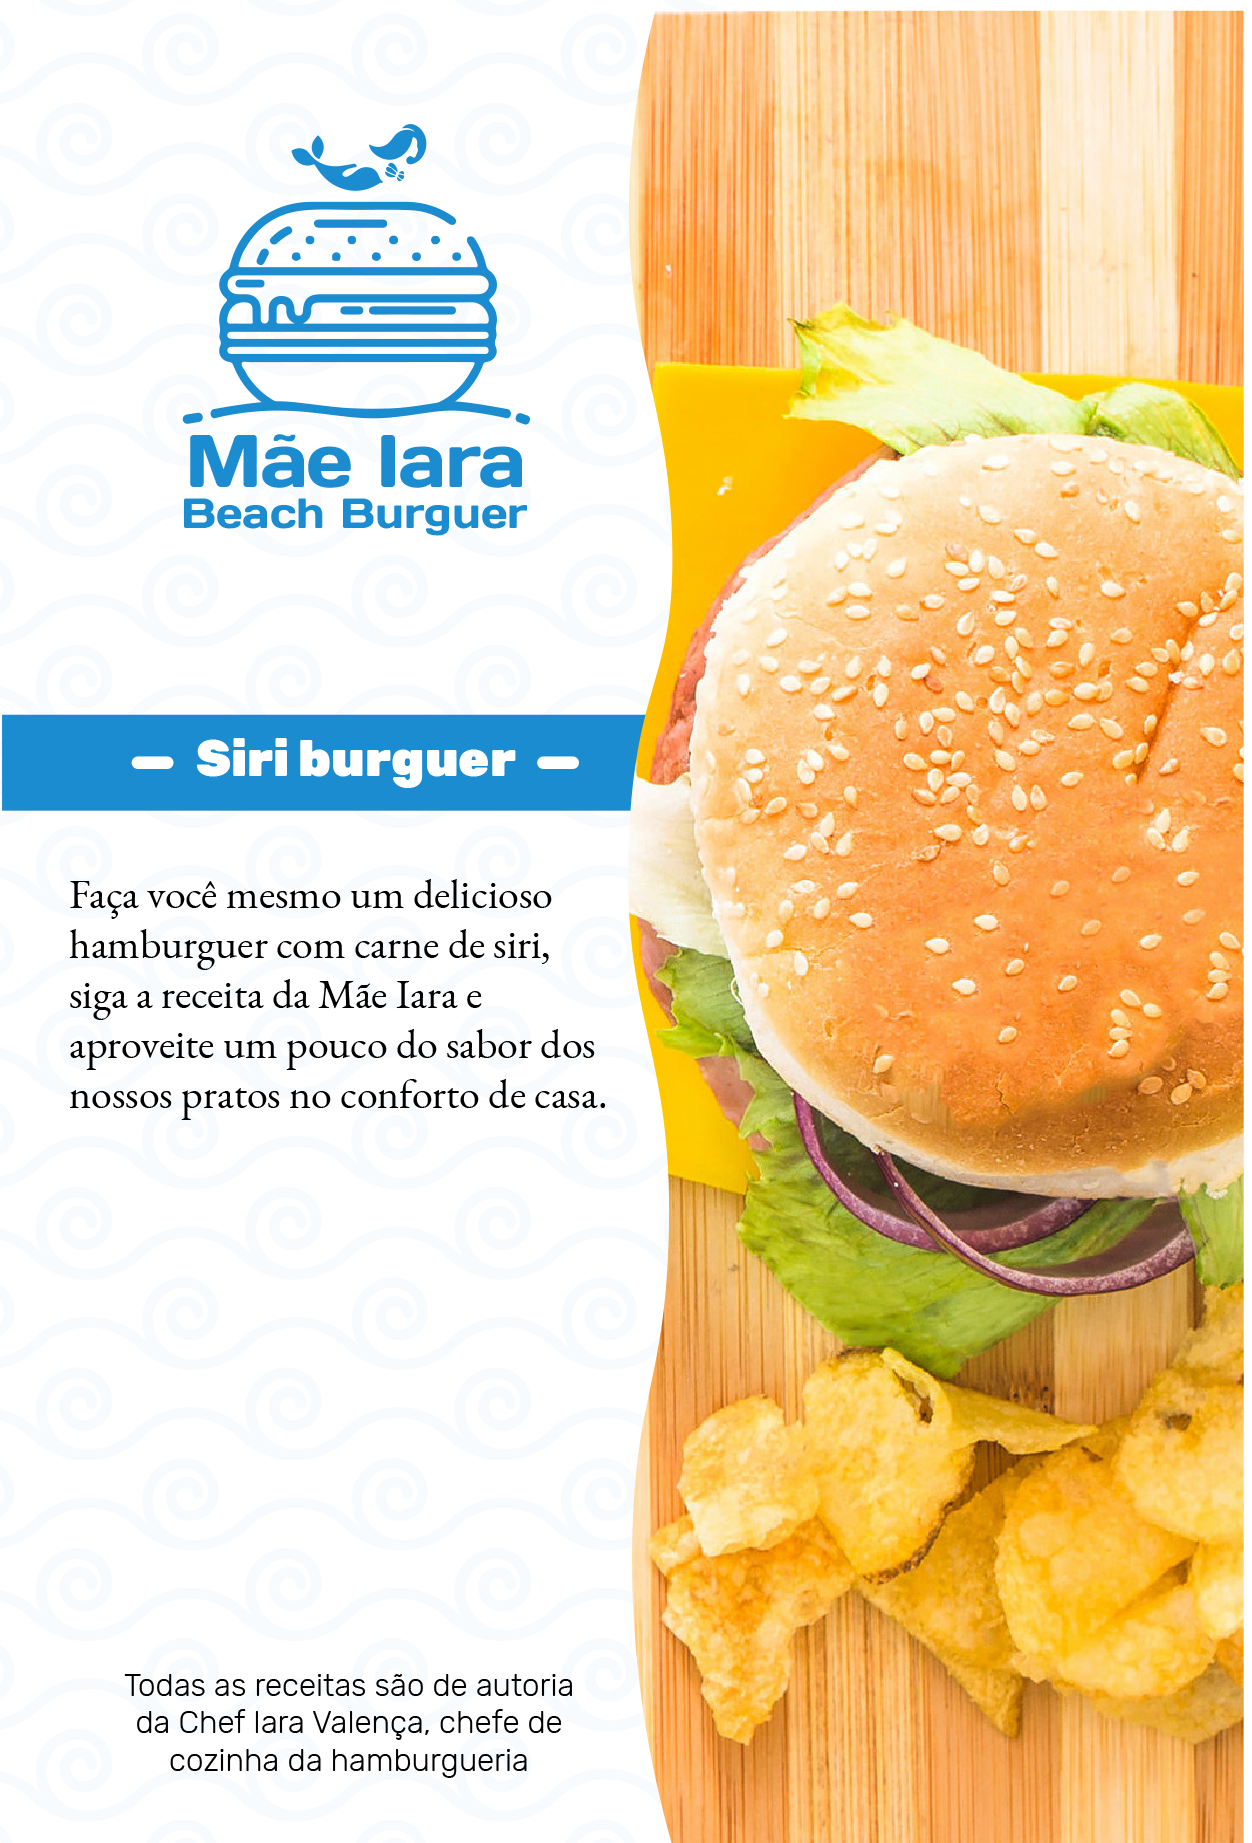 Mãe Iara
Beach Burguer
– Siri burguer –
Faça você mesmo um delicioso
hamburguer com carne de siri,
siga a receita da Mãe Iara e
aproveite um pouco do sabor dos
nossos pratos no conforto de casa.
Todas as receitas são de autoria
da Chef Iara Valença, chefe de
cozinha da hamburgueria